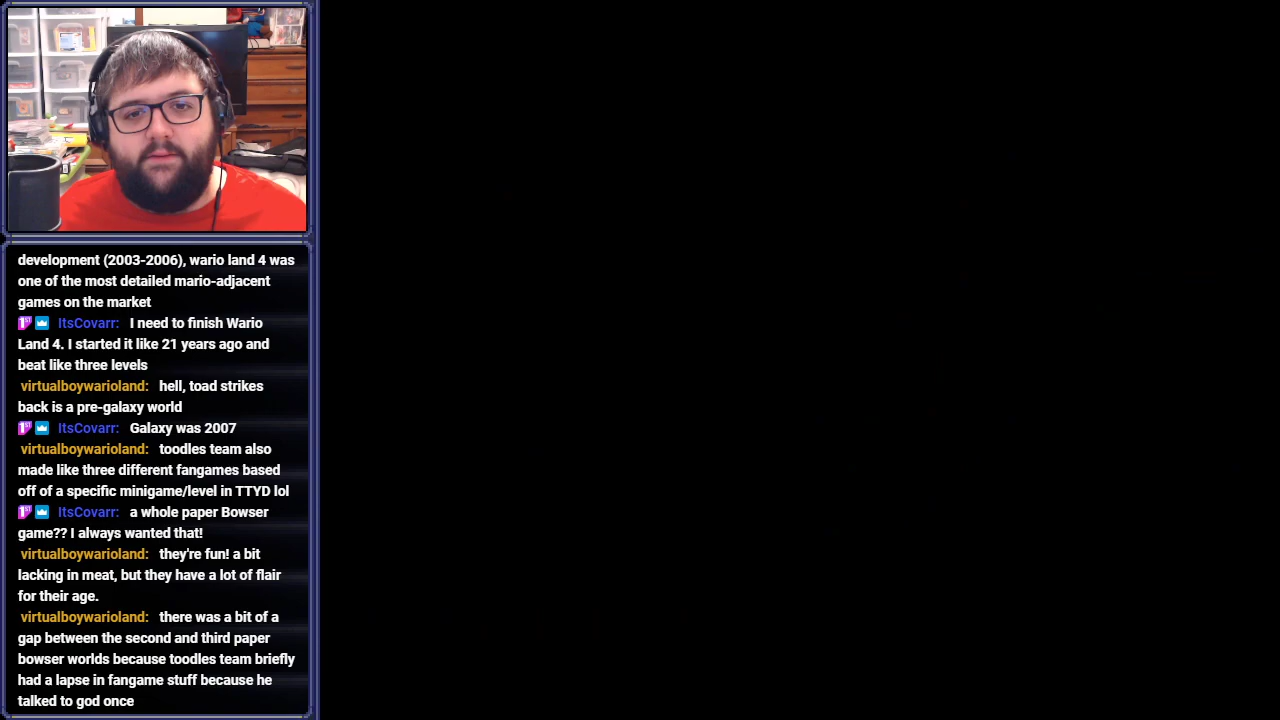 development (2003-2006), wario land 4 was
one of the most detailed mario-adjacent
games on the market
1ST ItsCovarr: I need to finish Wario
Land 4. I started it like 21 years ago and
beat like three levels
virtualboywarioland: hell, toad strikes
back is a pre-galaxy world
1ST ItsCovarr: Galaxy was 2007
virtualboywarioland: toodles team also
made like three different fangames based
off of a specific minigame/level in TTYD lol
1ST ItsCovarr: a whole paper Bowser
game?? I always wanted that!
virtualboywarioland: they're fun! a bit
lacking in meat, but they have a lot of flair
for their age.
virtualboywarioland: there was a bit of a
gap between the second and third paper
bowser worlds because toodles team briefly
had a lapse in fangame stuff because he
talked to god once